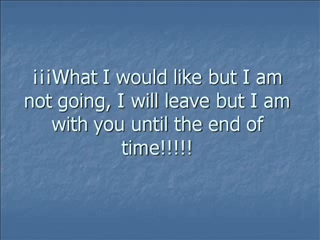 ¡¡¡What I would like but I am
not going, I will leave but I am
with you until the end of
time!!!!!